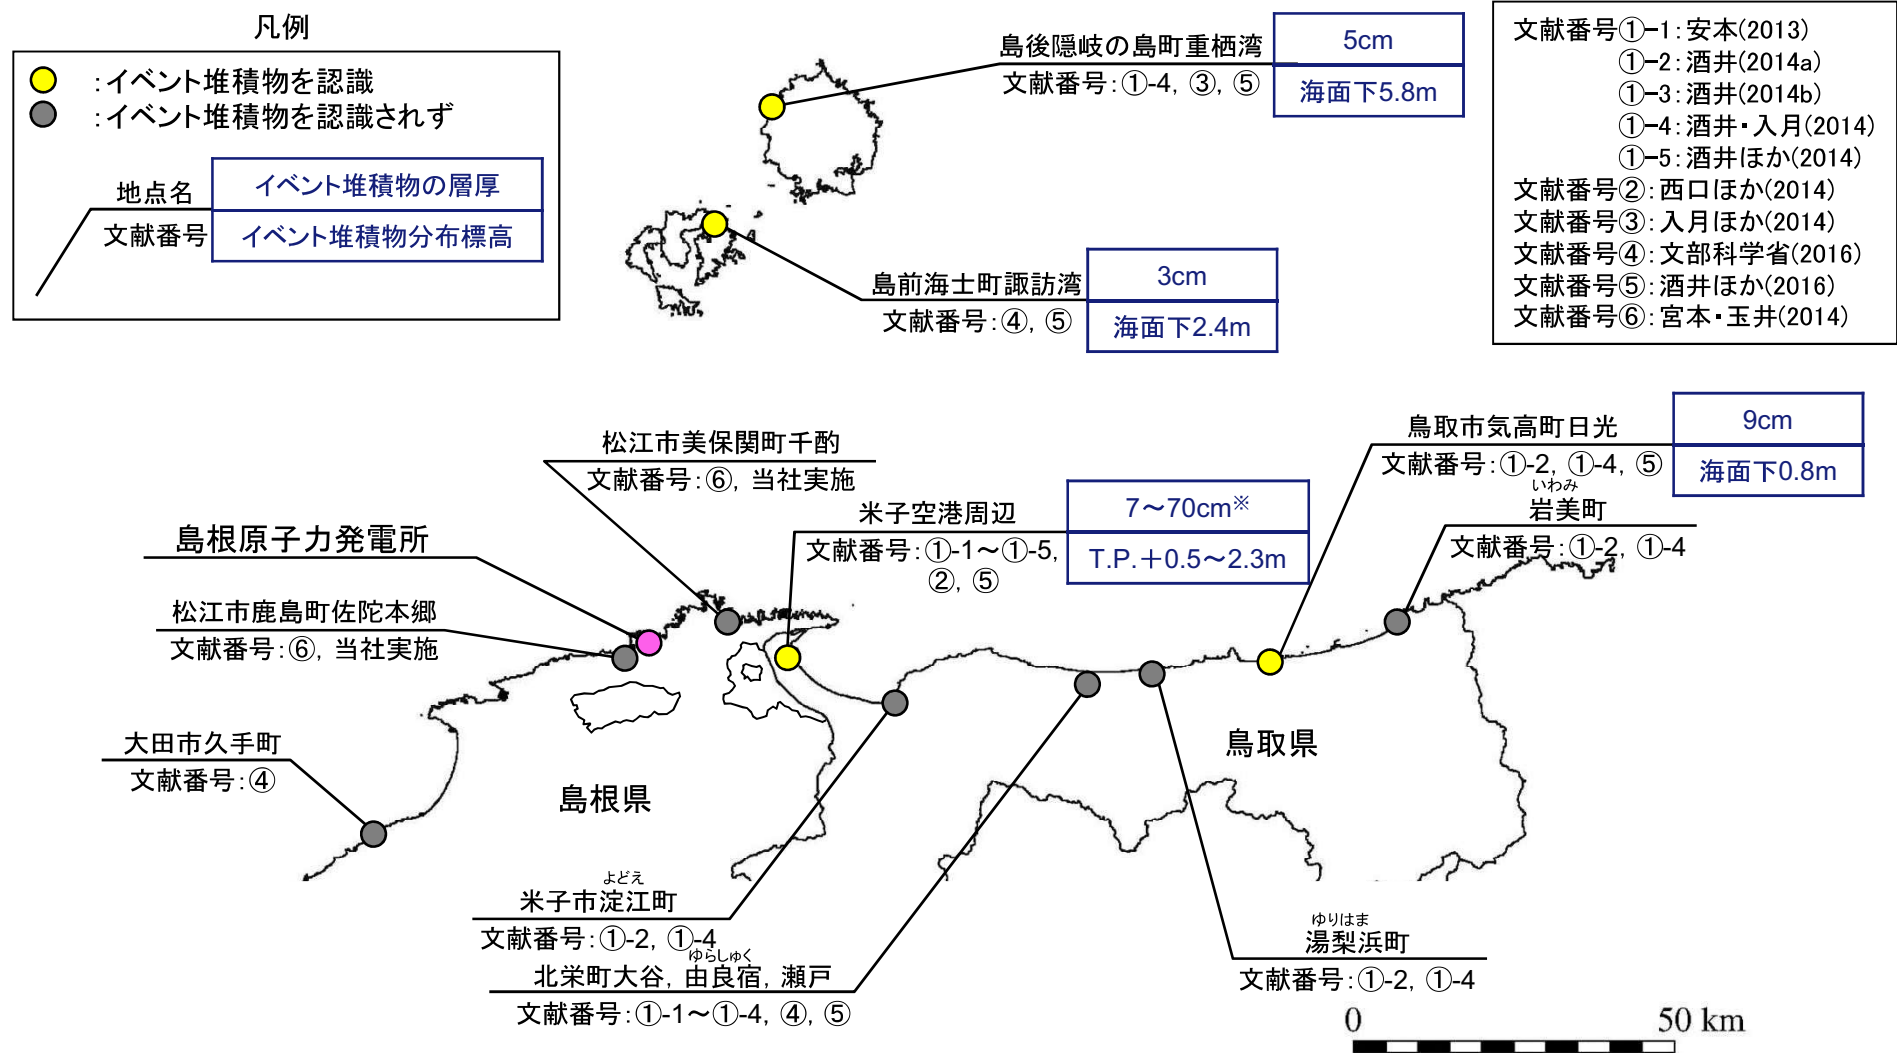 凡例
：イベント堆積物を認識
：イベント堆積物を認識されず
地点名
文献番号
イベント堆積物の層厚
イベント堆積物分布標高
島後隠岐の島町重栖湾
文献番号：①-4, ③, ⑤
5cm
海面下5.8m
島前海士町諏訪湾
文献番号：④, ⑤
3cm
海面下2.4m
文献番号①-1：安本(2013)
①-2：酒井(2014a)
①-3：酒井(2014b)
①-4：酒井・入月(2014)
①-5：酒井ほか(2014)
文献番号②：西口ほか(2014)
文献番号③：入月ほか(2014)
文献番号④：文部科学省(2016)
文献番号⑤：酒井ほか(2016)
文献番号⑥：宮本・玉井(2014)
松江市美保関町千酌
文献番号：⑥, 当社実施
島根原子力発電所
松江市鹿島町佐陀本郷
文献番号：⑥, 当社実施
米子空港周辺
文献番号：①-1～①-5,
②, ⑤
7～70cm※
T.P.＋0.5～2.3m
鳥取市気高町日光
文献番号：①-2, ①-4, ⑤
9cm
海面下0.8m
いわみ
岩美町
文献番号：①-2, ①-4
大田市久手町
文献番号：④
島根県
鳥取県
よどえ
米子市淀江町
文献番号：①-2, ①-4
ゆらしゅく
北栄町大谷, 由良宿, 瀬戸
文献番号：①-1～①-4, ④, ⑤
ゆりはま
湯梨浜町
文献番号：①-2, ①-4
0 50 km